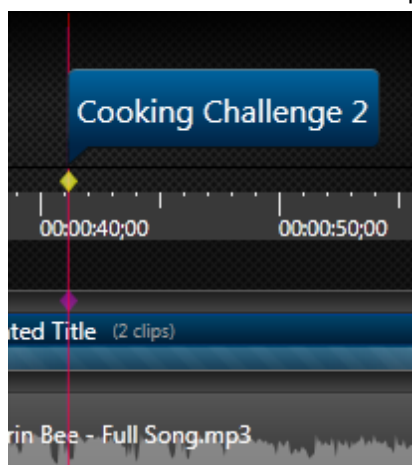 Cooking Challenge 2
00:00:40;00 00:00:50;00
ated Title (2 clips)
rin Bee - Full Song.mp3